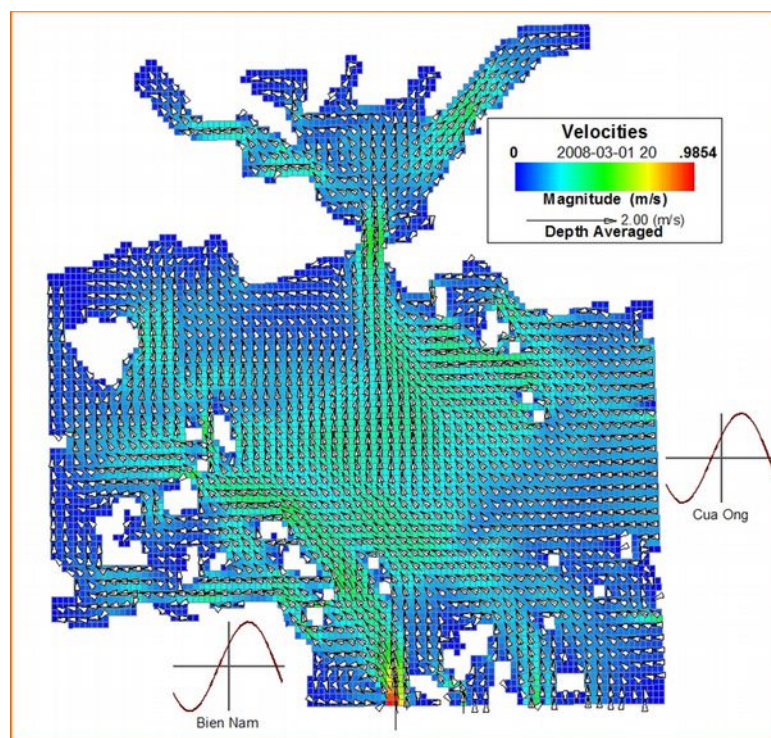 Velocities
0 2008-03-01 20 .9854
Magnitude (m/s)
2.00 (m/s)
Depth Averaged
Cua Ong
Bien Nam